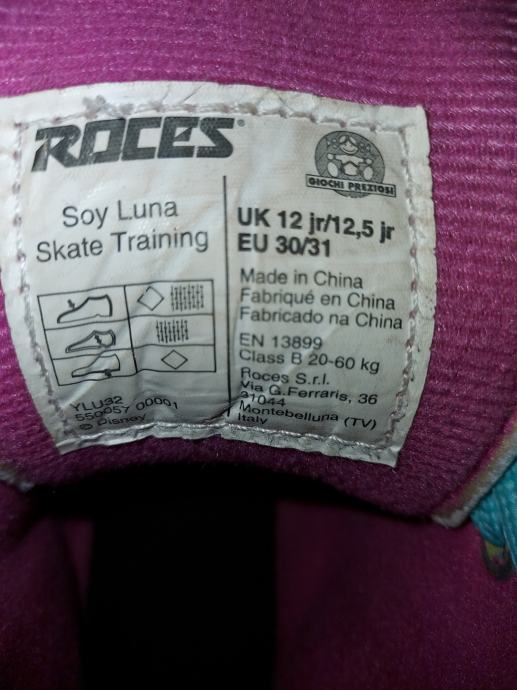 ROCES®
GIOCHI PREZIOSI
Soy Luna
Skate Training
UK 12 jr/12,5 jr
EU 30/31
Made in China
Fabriqué en China
Fabricado na China
EN 13899
Class B 20-60 kg
Roces S.r.l.
Via G.Ferraris, 36
31044
Montebelluna (TV)
Italy
YLU32
550057 00001
© Disney